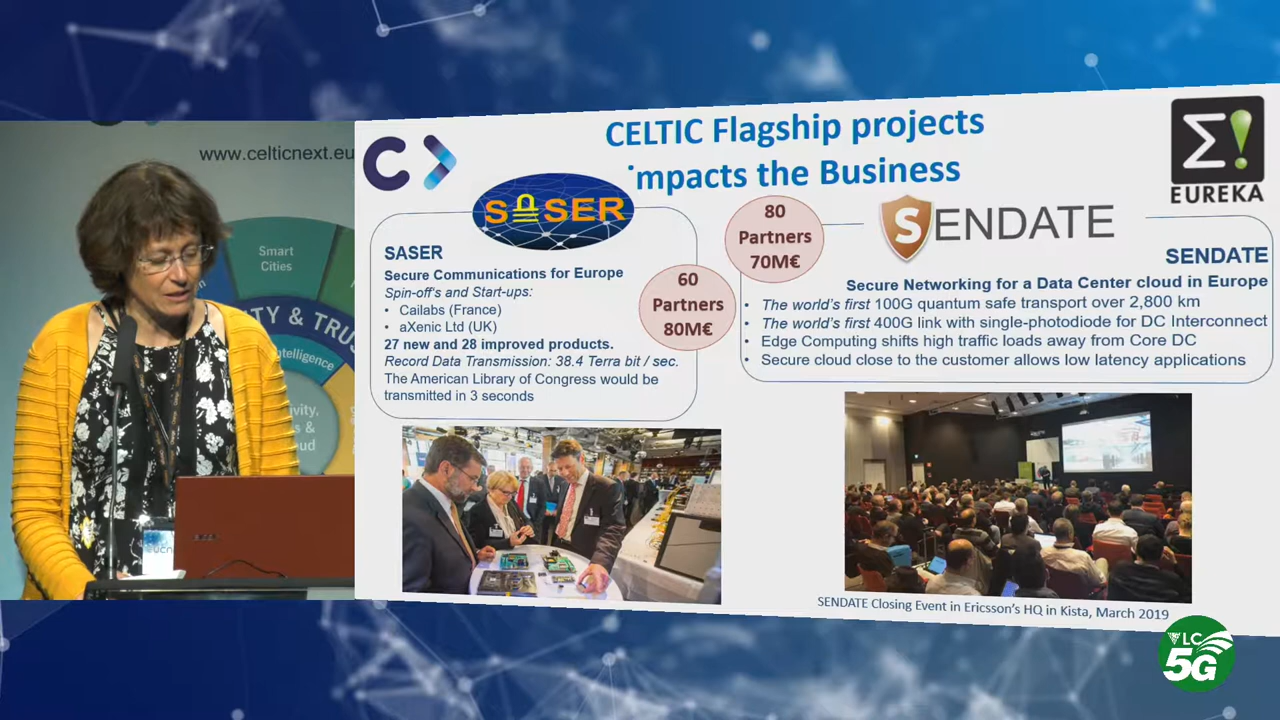 www.celticnext.eu
Smart
Cities
TY & TRUS
ntelligence
CELTIC Flagship projects
mpacts the Business
EUREKA
SASER
80
Partners
70M€
SENDATE
SASER
Secure Communications for Europe
Spin-off's and Start-ups:
• Cailabs (France)
• aXenic Ltd (UK)
27 new and 28 improved products.
Record Data Transmission: 38.4 Terra bit / sec.
The American Library of Congress would be
transmitted in 3 seconds
60
Partners
80M€
SENDATE
Secure Networking for a Data Center cloud in Europe
• The world's first 100G quantum safe transport over 2,800 km
• The world's first 400G link with single-photodiode for DC Interconnect
• Edge Computing shifts high traffic loads away from Core DC
• Secure cloud close to the customer allows low latency applications
SENDATE Closing Event in Ericsson's HQ in Kista, March 2019
VLC
5G